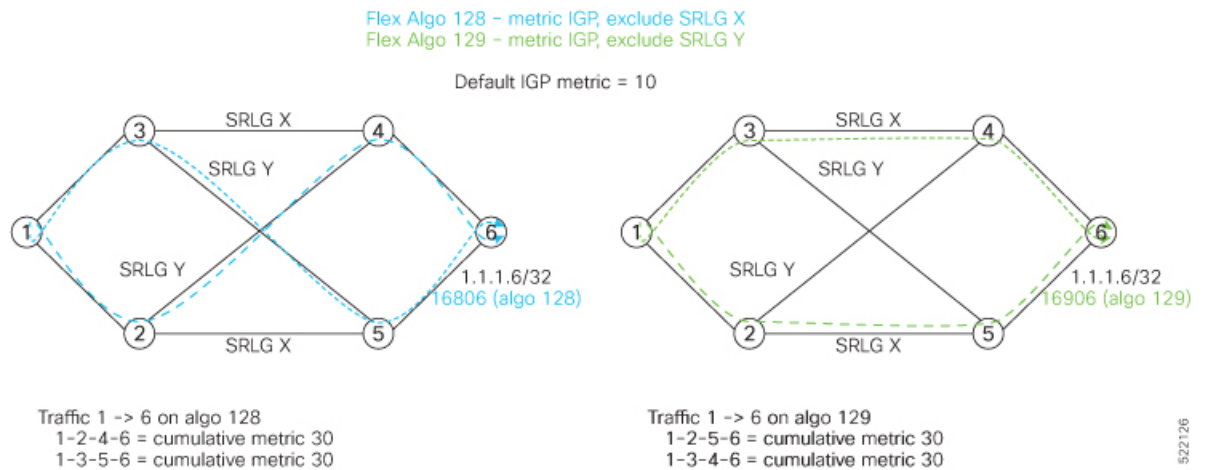 Flex Algo 128 – metric IGP, exclude SRLG X
Flex Algo 129 – metric IGP, exclude SRLG Y
Default IGP metric = 10
3
SRLG X
4
SRLG Y
1
6
SRLG Y
1.1.1.6/32
16806 (algo 128)
2
SRLG X
5
Traffic 1 -> 6 on algo 128
1-2-4-6 = cumulative metric 30
1-3-5-6 = cumulative metric 30
3
SRLG X
4
SRLG Y
1
6
SRLG Y
1.1.1.6/32
16906 (algo 129)
2
SRLG X
5
Traffic 1 -> 6 on algo 129
1-2-5-6 = cumulative metric 30
1-3-4-6 = cumulative metric 30
522126